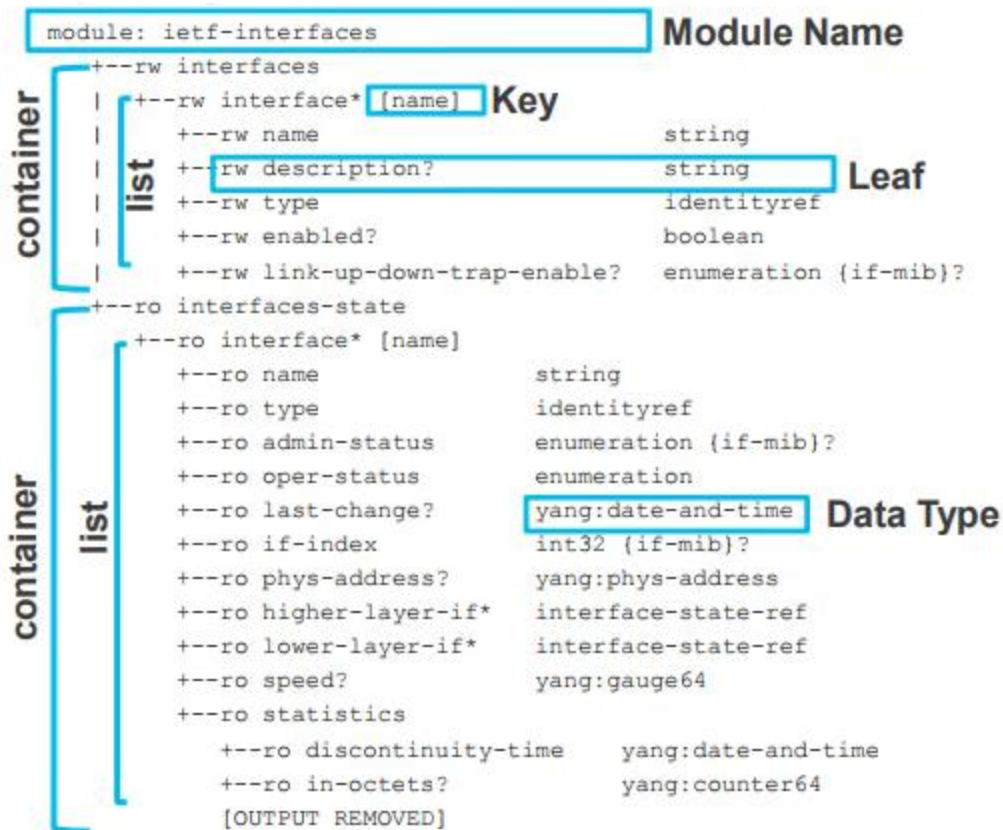 module: ietf-interfaces Module Name
+--rw interfaces
| +--rw interface* [name] Key
+--rw name string
| +--rw description? string Leaf
| +--rw type identityref
| +--rw enabled? boolean
| +--rw link-up-down-trap-enable? enumeration {if-mib}?
container
list
+--ro interfaces-state
+--ro interface* [name]
+--ro name string
+--ro type identityref
+--ro admin-status enumeration {if-mib}?
+--ro oper-status enumeration
+--ro last-change? yang:date-and-time Data Type
+--ro if-index int32 {if-mib}?
+--ro phys-address? yang:phys-address
+--ro higher-layer-if* interface-state-ref
+--ro lower-layer-if* interface-state-ref
+--ro speed? yang:gauge64
+--ro statistics
+--ro discontinuity-time yang:date-and-time
+--ro in-octets? yang:counter64
[OUTPUT REMOVED]
container
list